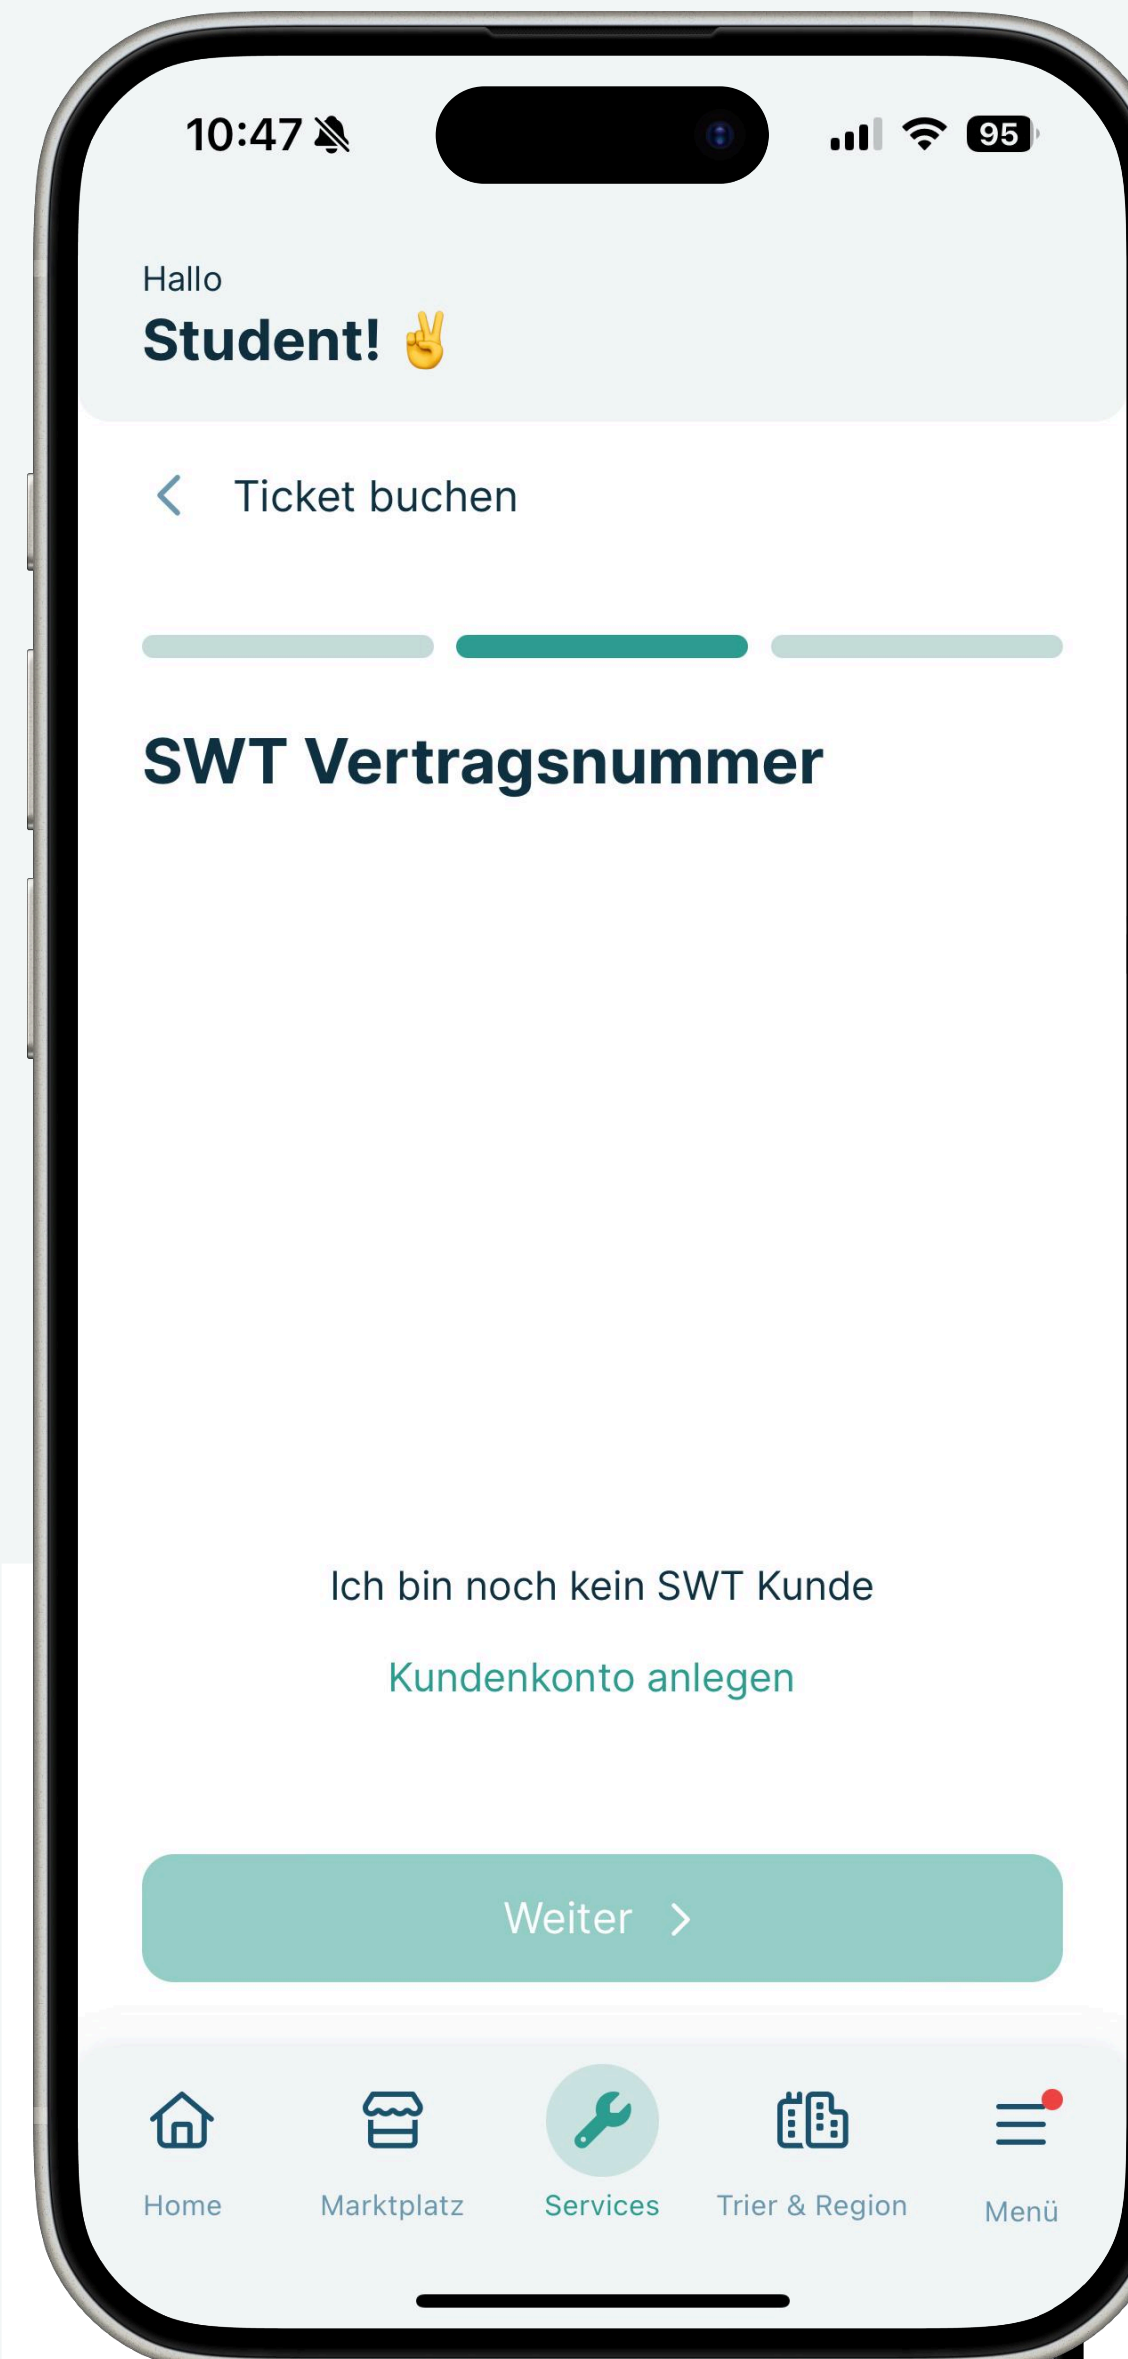 10:47
95
Hallo
Student! ✌️
Ticket buchen
SWT Vertragsnummer
Ich bin noch kein SWT Kunde
Kundenkonto anlegen
Weiter
Home
Marktplatz
Services
Trier & Region
Menü